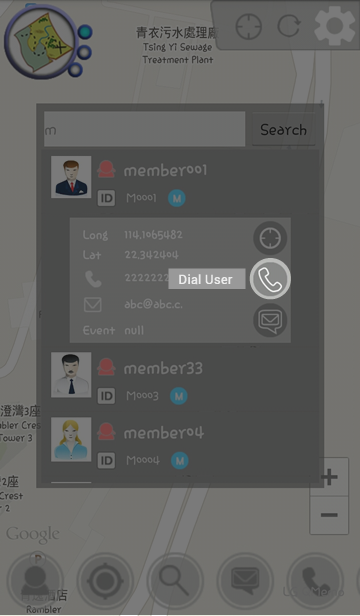 青衣污水處理廠
Tsing Yi Sewage
Treatment Plant
m
Search
member001
ID M0001 M
Long 114.1065482
Lat 22.342404
2222222
Dial User
abc@abc.c.
Event null
member33
ID M0003 M
member04
ID M0004 M
澄灣3座
Tower 3
2座
Crest
r 2
+
−
Google
P
酒店
Rambler